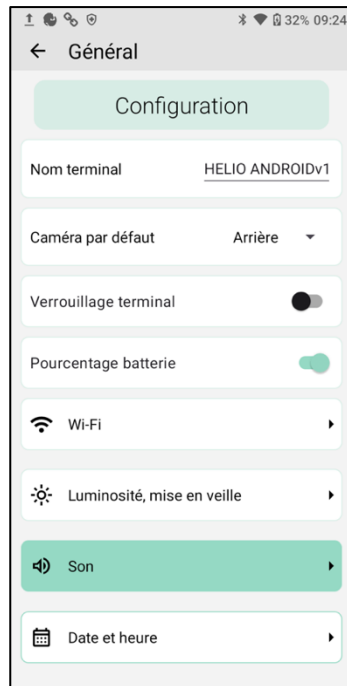 32% 09:24
Général
Configuration
Nom terminal HELIO ANDROIDv1
Caméra par défaut Arrière
Verrouillage terminal
Pourcentage batterie
Wi-Fi
Luminosité, mise en veille
Son
Date et heure